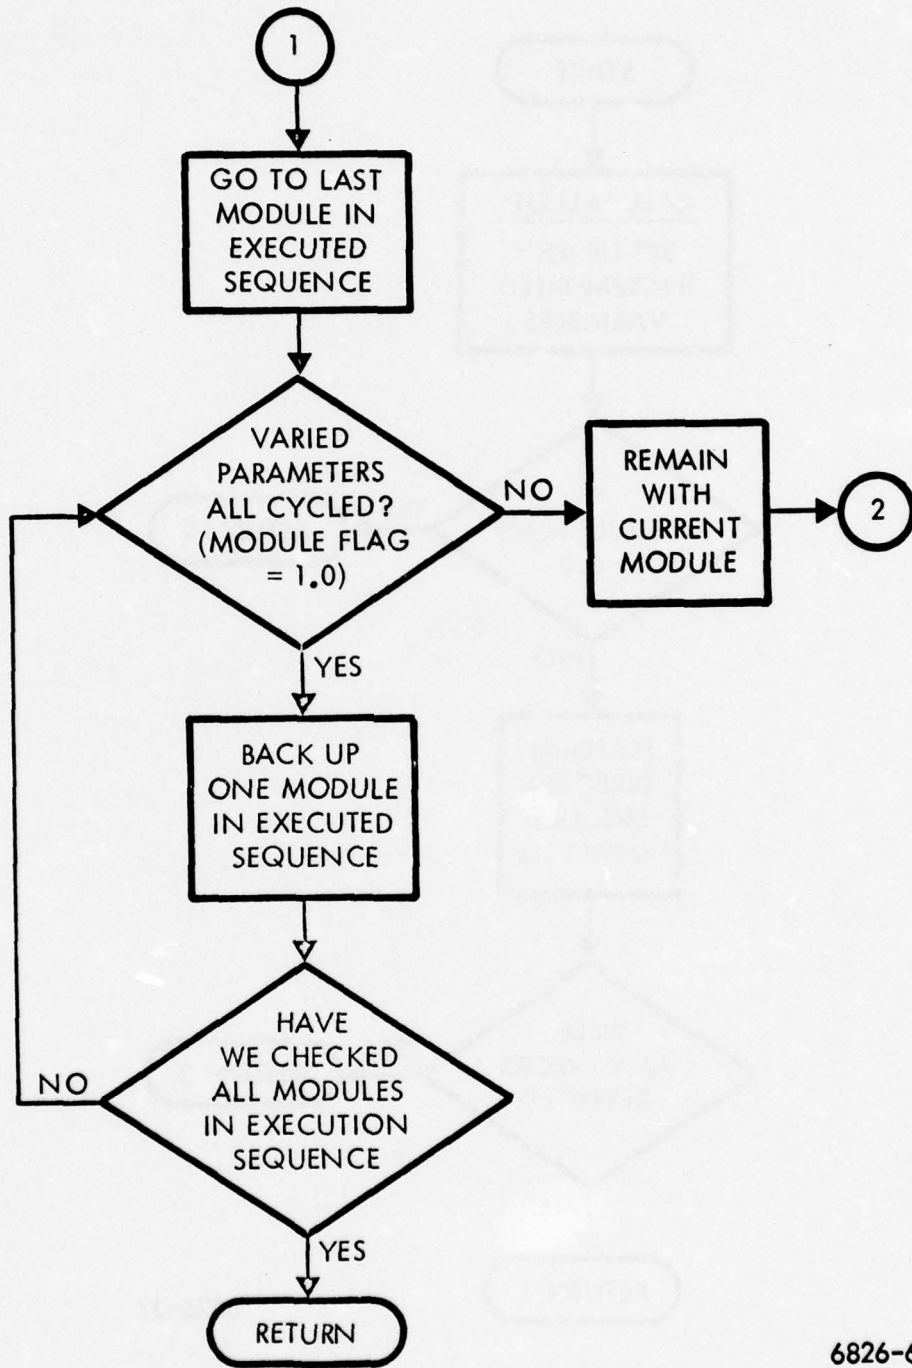 1
GO TO LAST
MODULE IN
EXECUTED
SEQUENCE
VARIED
PARAMETERS
ALL CYCLED?
(MODULE FLAG
= 1.0)
NO
REMAIN
WITH
CURRENT
MODULE
2
YES
BACK UP
ONE MODULE
IN EXECUTED
SEQUENCE
HAVE
WE CHECKED
ALL MODULES
IN EXECUTION
SEQUENCE
NO
YES
RETURN